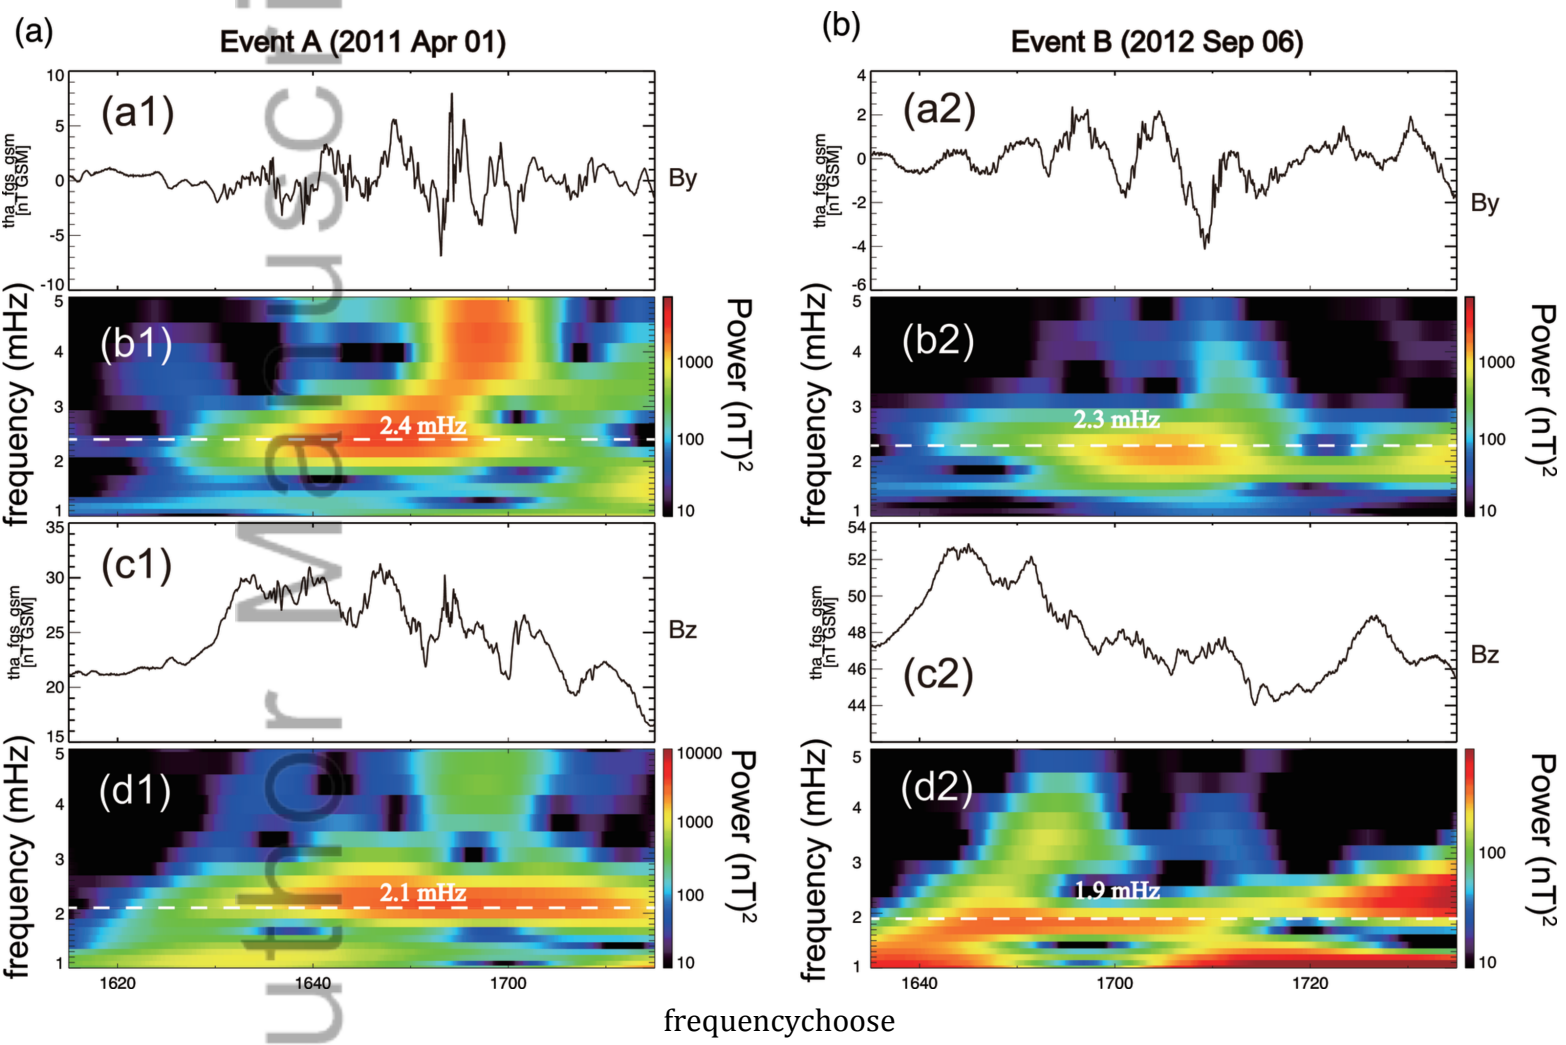 (a)
Event A (2011 Apr 01)
(b)
Event B (2012 Sep 06)
10
5
0
-5
-10
tha_fgs_gsm
[nT GSM]
(a1)
By
4
2
0
-2
-4
-6
tha_fgs_gsm
[nT GSM]
(a2)
By
frequency (mHz)
5
4
3
2
1
(b1)
2.4 mHz
1000
100
10
Power (nT)2
frequency (mHz)
5
4
3
2
1
(b2)
2.3 mHz
1000
100
10
Power (nT)2
35
30
25
20
15
tha_fgs_gsm
[nT GSM]
(c1)
Bz
54
52
50
48
46
44
tha_fgs_gsm
[nT GSM]
(c2)
Bz
frequency (mHz)
5
4
3
2
1
(d1)
2.1 mHz
10000
1000
100
10
Power (nT)2
1620
1640
1700
frequency (mHz)
5
4
3
2
1
(d2)
1.9 mHz
100
10
Power (nT)2
1640
1700
1720
frequencychoose
uthor Manuscri